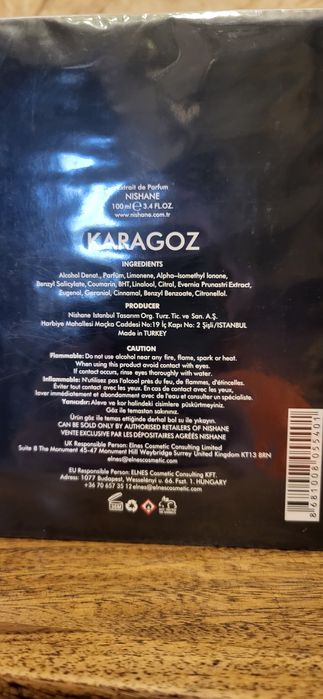 Extrait de Parfum
NISHANE
100 ml e 3.4 FL.OZ.
www.nishane.com.tr
KARAGOZ
INGREDIENTS
Alcohol Denat., Parfüm, Limonene, Alpha-Isomethyl Ionone,
Benzyl Salicylate, Coumarin, BHT, Linalool, Citral, Evernia Prunastri Extract,
Eugenol, Geraniol, Cinnamal, Benzyl Benzoate, Citronellol.
PRODUCER
Nishane Istanbul Tasarım Org. Turz. Tic. ve San. A.Ş.
Harbiye Mahallesi Maçka Caddesi No:19 İç Kapı No: 2 Şişli/ISTANBUL
Made in TURKEY
CAUTION
Flammable: Do not use alcohol near any fire, flame, spark or heat.
When using this product avoid contact with eyes.
If contact occurs, rinse eyes thoroughly with water.
Inflammable: N'utilisez pas l'alcool près du feu, de flammes, d'étincelles.
Éviter tout contact avec les yeux. En cas de contact avec les yeux,
laver immédiatement et abondamment avec de l'eau et consulter un spécialiste.
Yanıcıdır: Aleve ve kor halindeki cisimlere püskürtmeyiniz.
Göz ile temastan sakınınız.
Ürün göz ile temas ettiğinde derhal bol su ile yıkayın.
CAN BE SOLD ONLY BY AUTHORISED RETAILERS OF NISHANE
VENTE EXCLUSIVE PAR LES DÉPOSITAIRES AGRÉÉS NISHANE
UK Responsible Person: Elnes Cosmetic Consulting Limited
Suite 8 The Monument 45-47 Monument Hill Weybridge Surrey United Kingdom KT13 8RN
elnes@elnescosmetic.com
EU Responsible Person: ELNES Cosmetic Consulting KFT.
Adress: 1077 Budapest, Wesselényi u. 66. Fszt. 1. HUNGARY
+36 70 657 35 12 elnes@elnescosmetic.com
36M
8681008055401